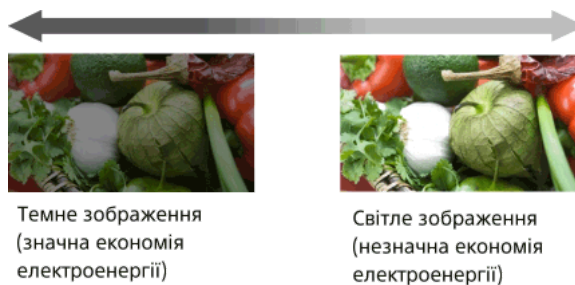 Темне зображення
(значна економія
електроенергії)
Світле зображення
(незначна економія
електроенергії)